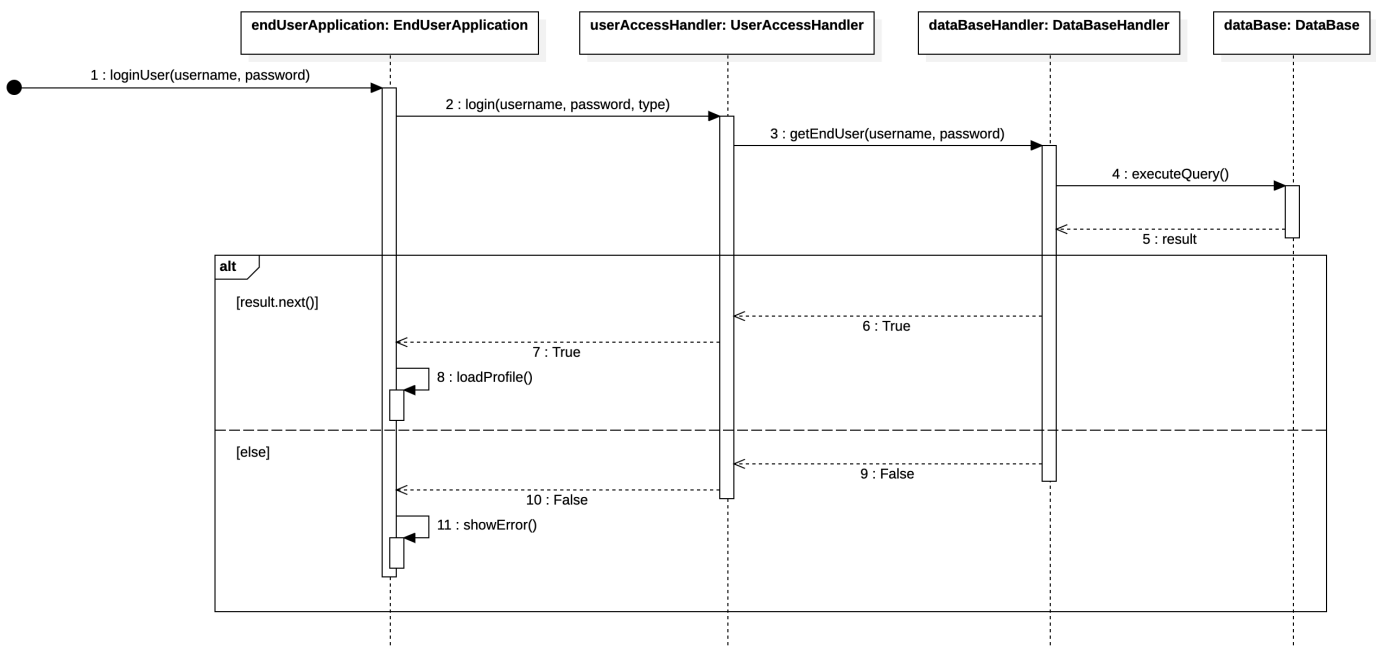 endUserApplication: EndUserApplication
userAccessHandler: UserAccessHandler
dataBaseHandler: DataBaseHandler
dataBase: DataBase
1 : loginUser(username, password)
2 : login(username, password, type)
3 : getEndUser(username, password)
4 : executeQuery()
5 : result
alt
[result.next()]
6 : True
7 : True
8 : loadProfile()
[else]
9 : False
10 : False
11 : showError()